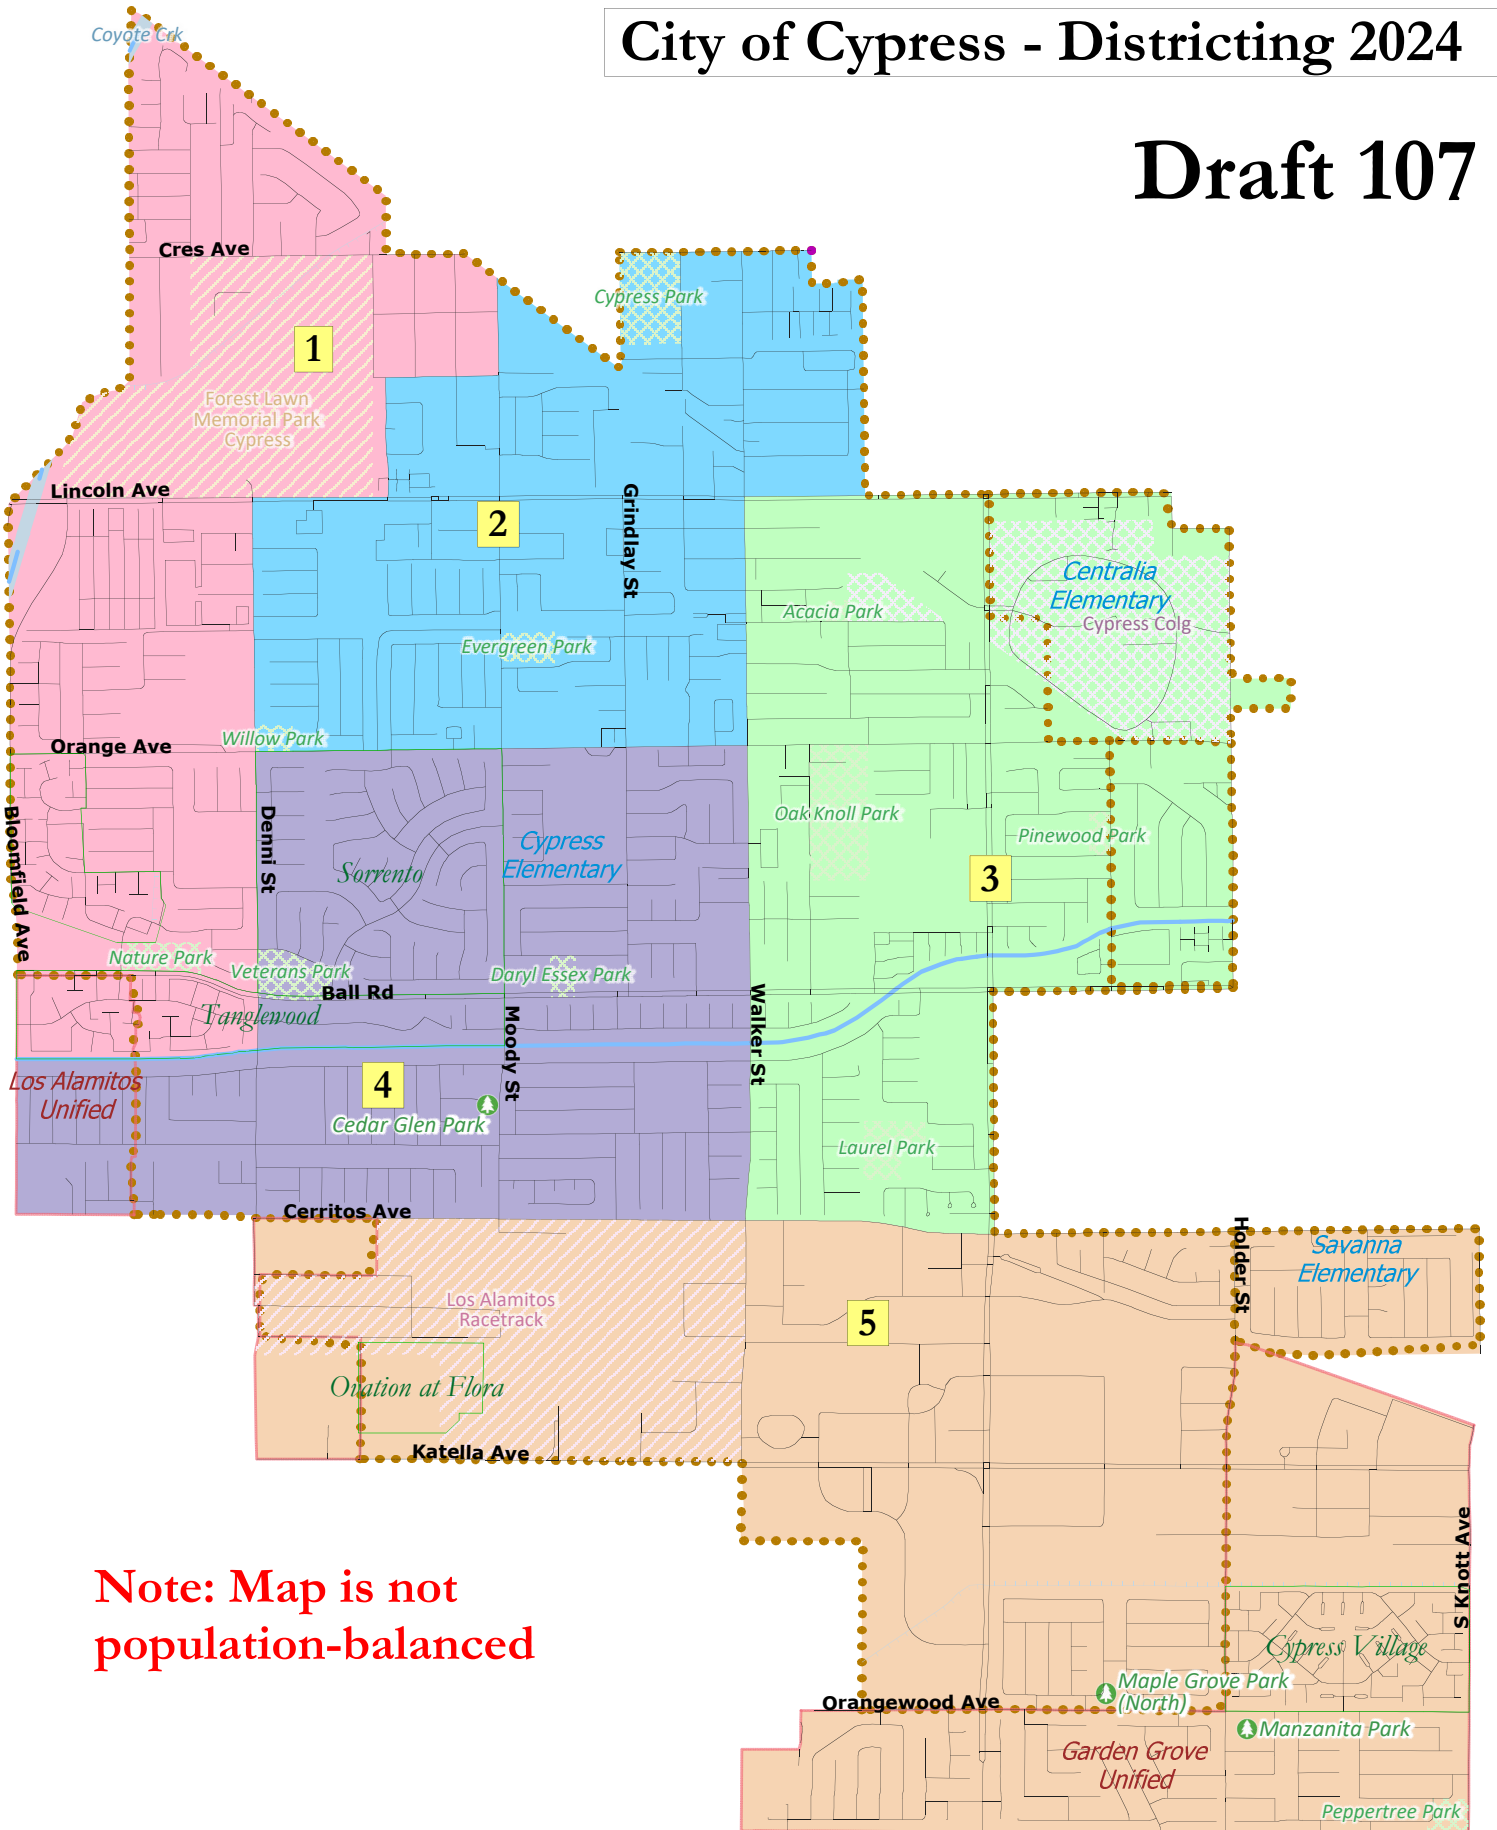 City of Cypress - Districting 2024
Coyote Crk
Draft 107
Cres Ave
Cypress Park
1
Forest Lawn
Memorial Park
Cypress
Lincoln Ave
Grindlay St
2
Centralia
Elementary
Acacia Park
Cypress Colg
Evergreen Park
Willow Park
Orange Ave
Bloomfield Ave
Denni St
Oak Knoll Park
Pinewood Park
Cypress
Elementary
Sorrento
3
Nature Park
Veterans Park
Daryl Essex Park
Ball Rd
Tanglewood
Moody St
Walker St
Los Alamitos
Unified
4
Cedar Glen Park
Laurel Park
Cerritos Ave
Holder St
Savanna
Elementary
Los Alamitos
Racetrack
5
Ovation at Flora
Katella Ave
S Knott Ave
Note: Map is not
population-balanced
Cypress Village
Maple Grove Park
(North)
Orangewood Ave
Manzanita Park
Garden Grove
Unified
Peppertree Park